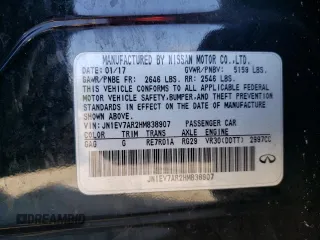 MANUFACTURED BY NISSAN MOTOR CO.,LTD.
DATE: 01/17 GVWR/PNBV: 5159 LBS.
GAWR/PNBE FR: 2646 LBS. RR: 2546 LBS.
THIS VEHICLE CONFORMS TO ALL APPLICABLE
FEDERAL MOTOR VEHICLE SAFETY,BUMPER,AND THEFT PREVENTION
STANDARDS IN EFFECT ON THE DATE OF MANUFACTURE
SHOWN ABOVE.
VIN: JN1EV7AR2HM838907 PASSENGER CAR
COLOR TRIM TRANS AXLE ENGINE
GAG G RE7R01A RG29 VR30(DDTT) 2997CC
JN1EV7AR2HM838907
INFINITI